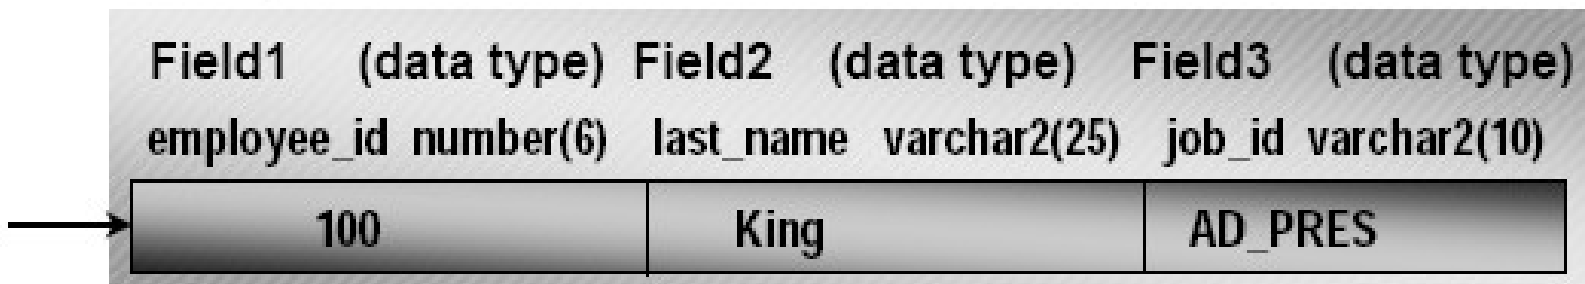 Field1 (data type) Field2 (data type) Field3 (data type)
employee_id number(6) last_name varchar2(25) job_id varchar2(10)
100 King AD_PRES